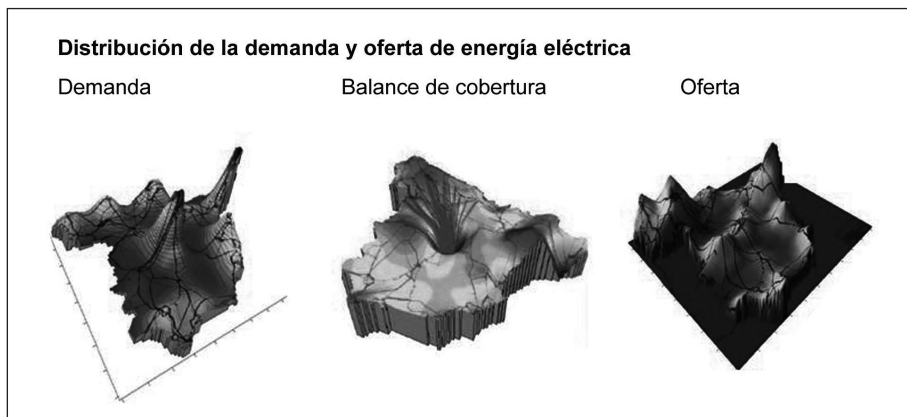 Distribución de la demanda y oferta de energía eléctrica
Demanda Balance de cobertura Oferta